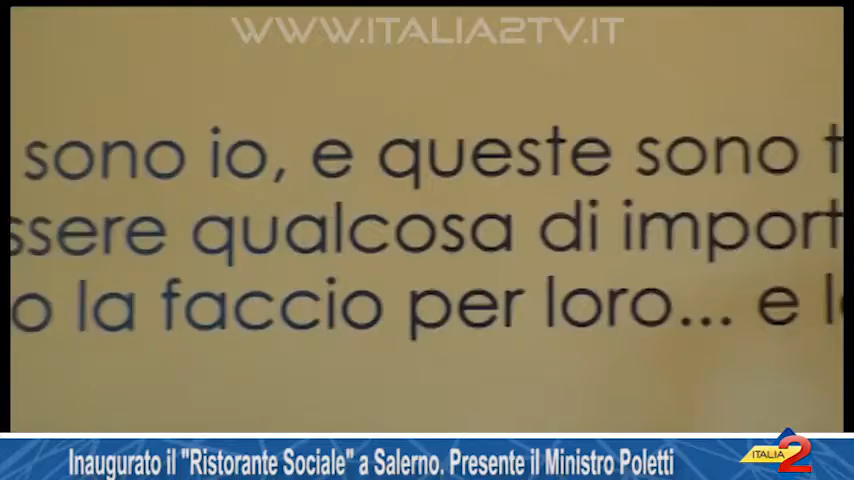 WWW.ITALIA2TV.IT
sono io, e queste sono t
ssere qualcosa di import
o la faccio per loro... e l
Inaugurato il "Ristorante Sociale" a Salerno. Presente il Ministro Poletti
ITALIA 2